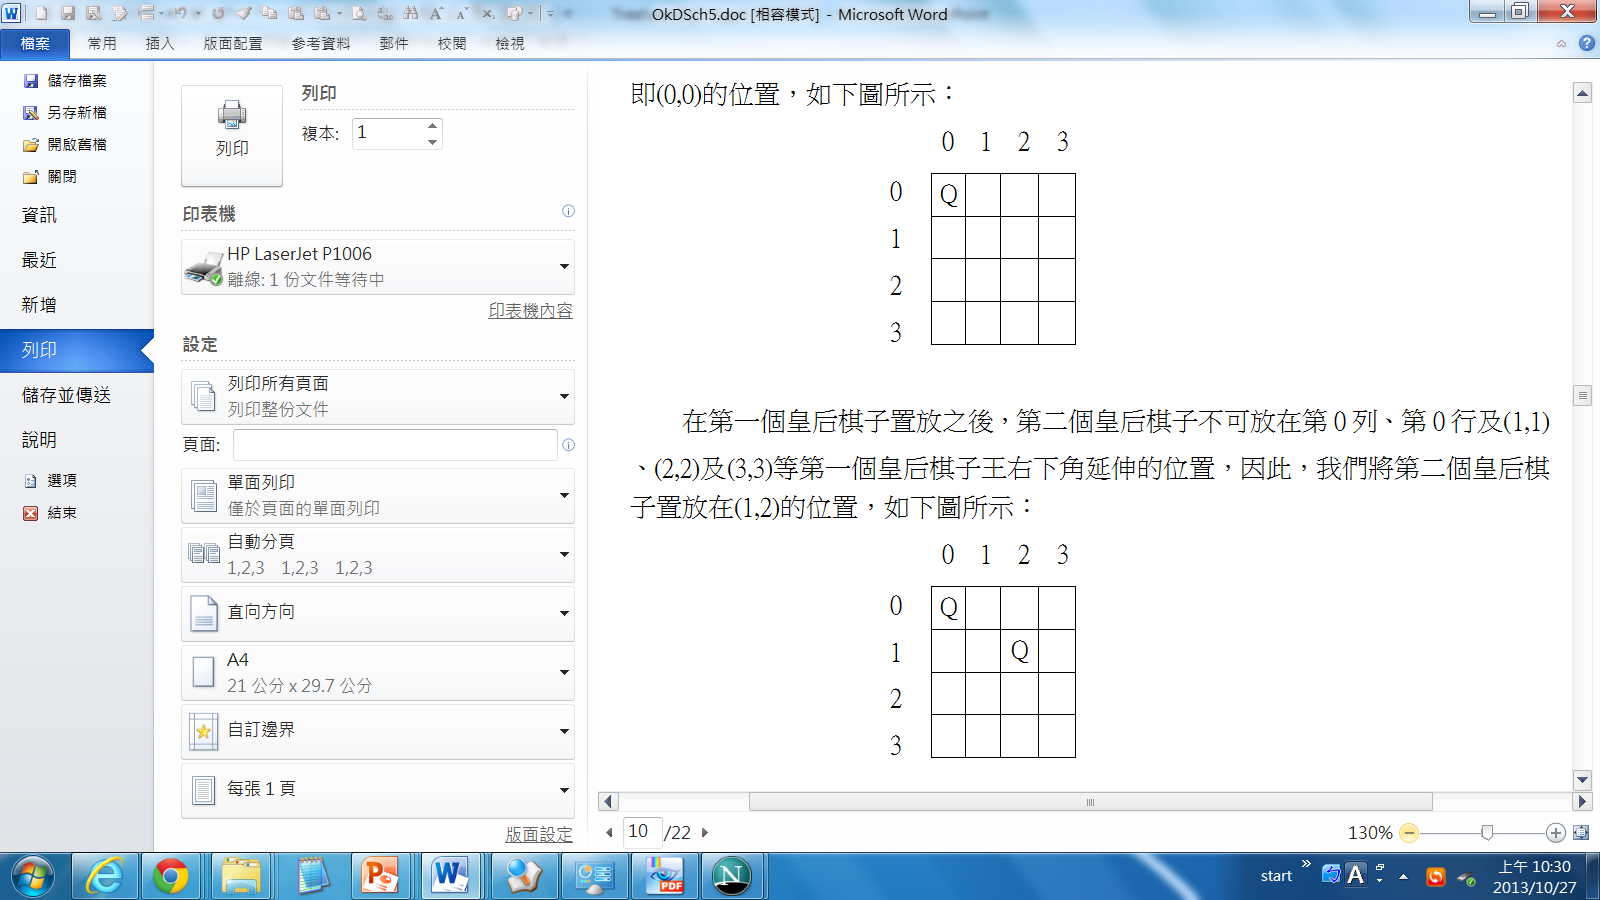 OkDSch5.doc [相容模式] - Microsoft Word
檔案 常用 插入 版面配置 參考資料 郵件 校閱 檢視
儲存檔案
另存新檔
開啟舊檔
關閉
資訊
最近
新增
列印
儲存並傳送
說明
選項
結束
列印
列印
複本: 1
印表機
HP LaserJet P1006
離線: 1 份文件等待中
印表機內容
設定
列印所有頁面
列印整份文件
頁面:
單面列印
僅於頁面的單面列印
自動分頁
1,2,3 1,2,3 1,2,3
直向方向
A4
21 公分 x 29.7 公分
自訂邊界
每張 1 頁
版面設定
即(0,0)的位置，如下圖所示：
0 1 2 3
0 Q
1
2
3
在第一個皇后棋子置放之後，第二個皇后棋子不可放在第 0 列、第 0 行及(1,1)
、(2,2)及(3,3)等第一個皇后棋子王右下角延伸的位置，因此，我們將第二個皇后棋
子置放在(1,2)的位置，如下圖所示：
0 1 2 3
0 Q
1 Q
2
3
10 /22
130%
start
A
上午 10:30
2013/10/27